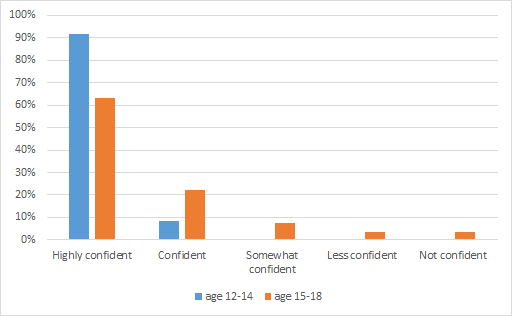 100%
90%
80%
70%
60%
50%
40%
30%
20%
10%
0%
Highly confident
Confident
Somewhat
confident
Less confident
Not confident
age 12-14
age 15-18